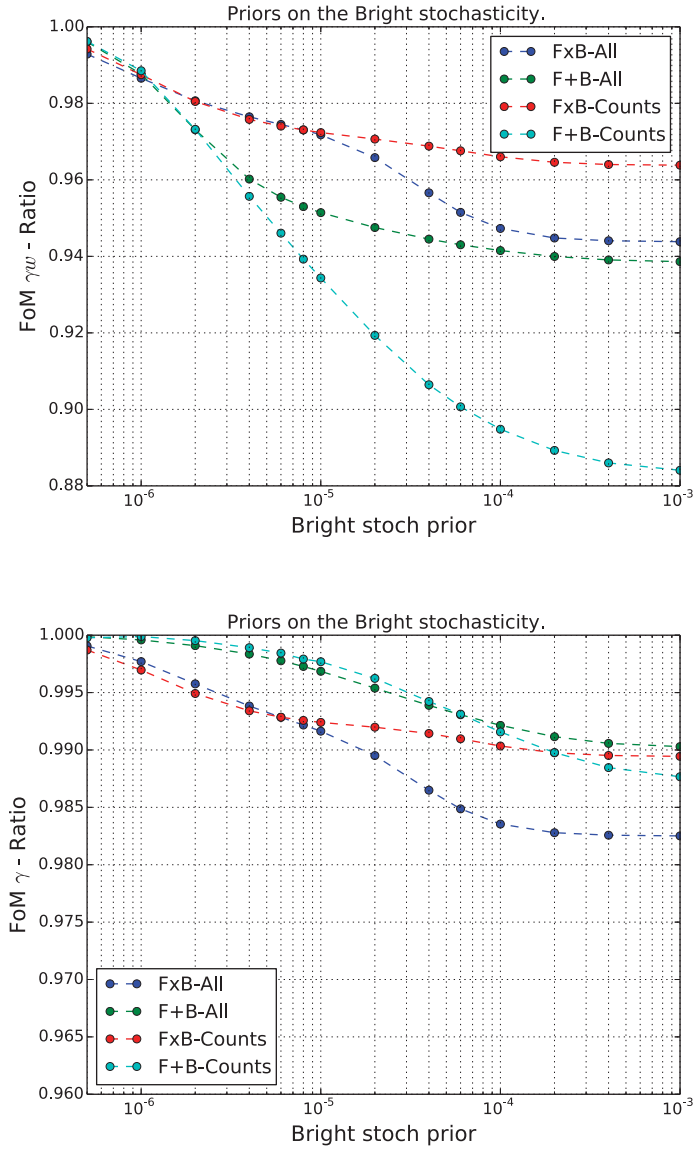 Priors on the Bright stochasticity.
1.00
0.98
0.96
0.94
0.92
0.90
0.88
FoM γw - Ratio
FxB-All
F+B-All
FxB-Counts
F+B-Counts
10⁻⁶ 10⁻⁵ 10⁻⁴ 10⁻³
Bright stoch prior
Priors on the Bright stochasticity.
1.000
0.995
0.990
0.985
0.980
0.975
0.970
0.965
0.960
FoM γ - Ratio
FxB-All
F+B-All
FxB-Counts
F+B-Counts
10⁻⁶ 10⁻⁵ 10⁻⁴ 10⁻³
Bright stoch prior